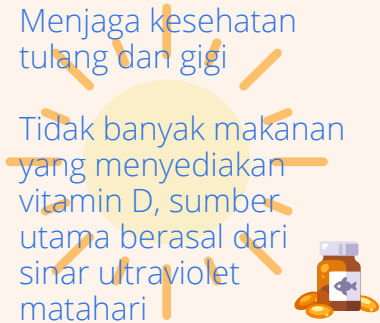 Menjaga kesehatan
tulang dan gigi
Tidak banyak makanan
yang menyediakan
vitamin D, sumber
utama berasal dari
sinar ultraviolet
matahari